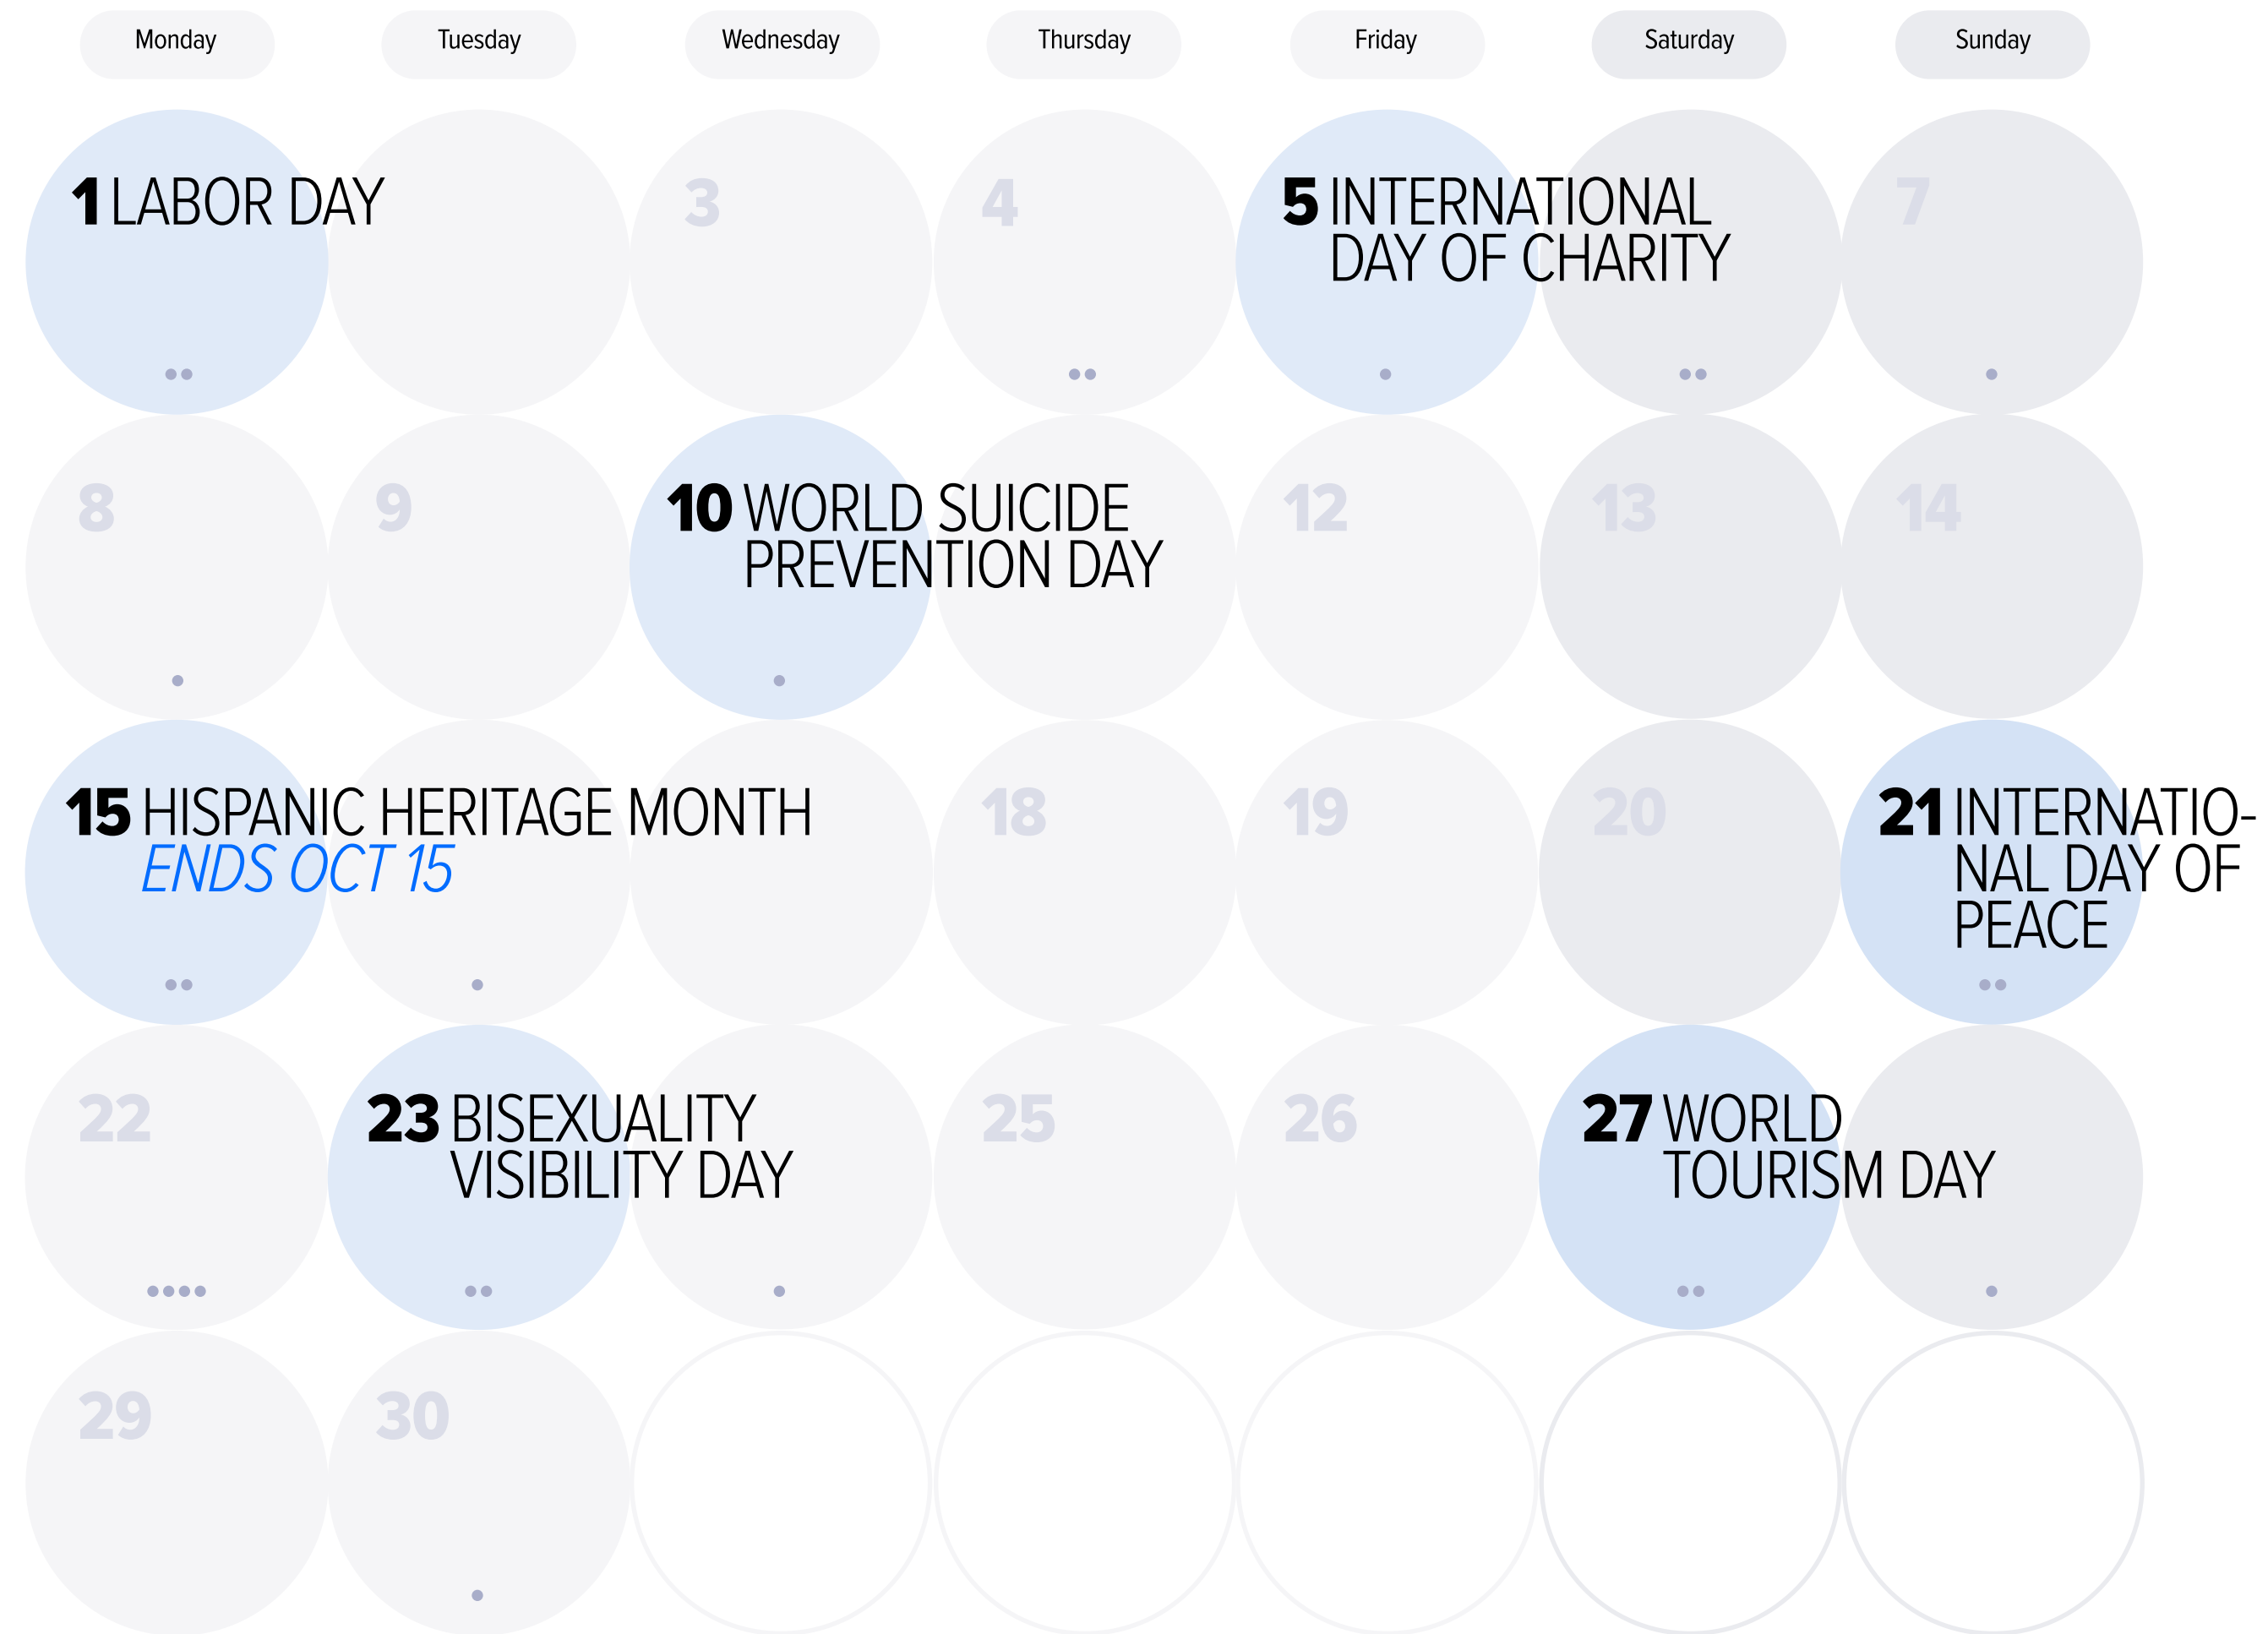 Monday Tuesday Wednesday Thursday Friday Saturday Sunday
1 LABOR DAY
3
4
5 INTERNATIONAL
DAY OF CHARITY
7
8
9
10 WORLD SUICIDE
PREVENTION DAY
12
13
14
15 HISPANIC HERITAGE MONTH
ENDS OCT 15
18
19
20
21 INTERNATIO-
NAL DAY OF
PEACE
22
23 BISEXUALITY
VISIBILITY DAY
25
26
27 WORLD
TOURISM DAY
29
30